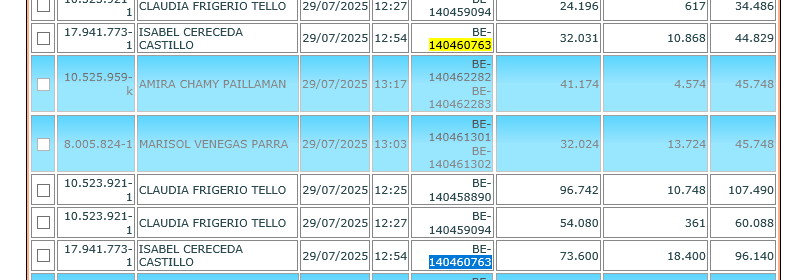 10.523.921- CLAUDIA FRIGERIO TELLO 29/07/2025 12:27 BE- 24.196 617 34.486
1 140459094
17.941.773- ISABEL CERECEDA 29/07/2025 12:54 BE- 32.031 10.868 44.829
1 CASTILLO 140460763
10.525.959- AMIRA CHAMY PAILLAMAN 29/07/2025 13:17 BE- 41.174 4.574 45.748
k 140462282
BE-
140462283
8.005.824-1 MARISOL VENEGAS PARRA 29/07/2025 13:03 BE- 32.024 13.724 45.748
140461301
BE-
140461302
10.523.921- CLAUDIA FRIGERIO TELLO 29/07/2025 12:25 BE- 96.742 10.748 107.490
1 140458890
10.523.921- CLAUDIA FRIGERIO TELLO 29/07/2025 12:27 BE- 54.080 361 60.088
1 140459094
17.941.773- ISABEL CERECEDA 29/07/2025 12:54 BE- 73.600 18.400 96.140
1 CASTILLO 140460763